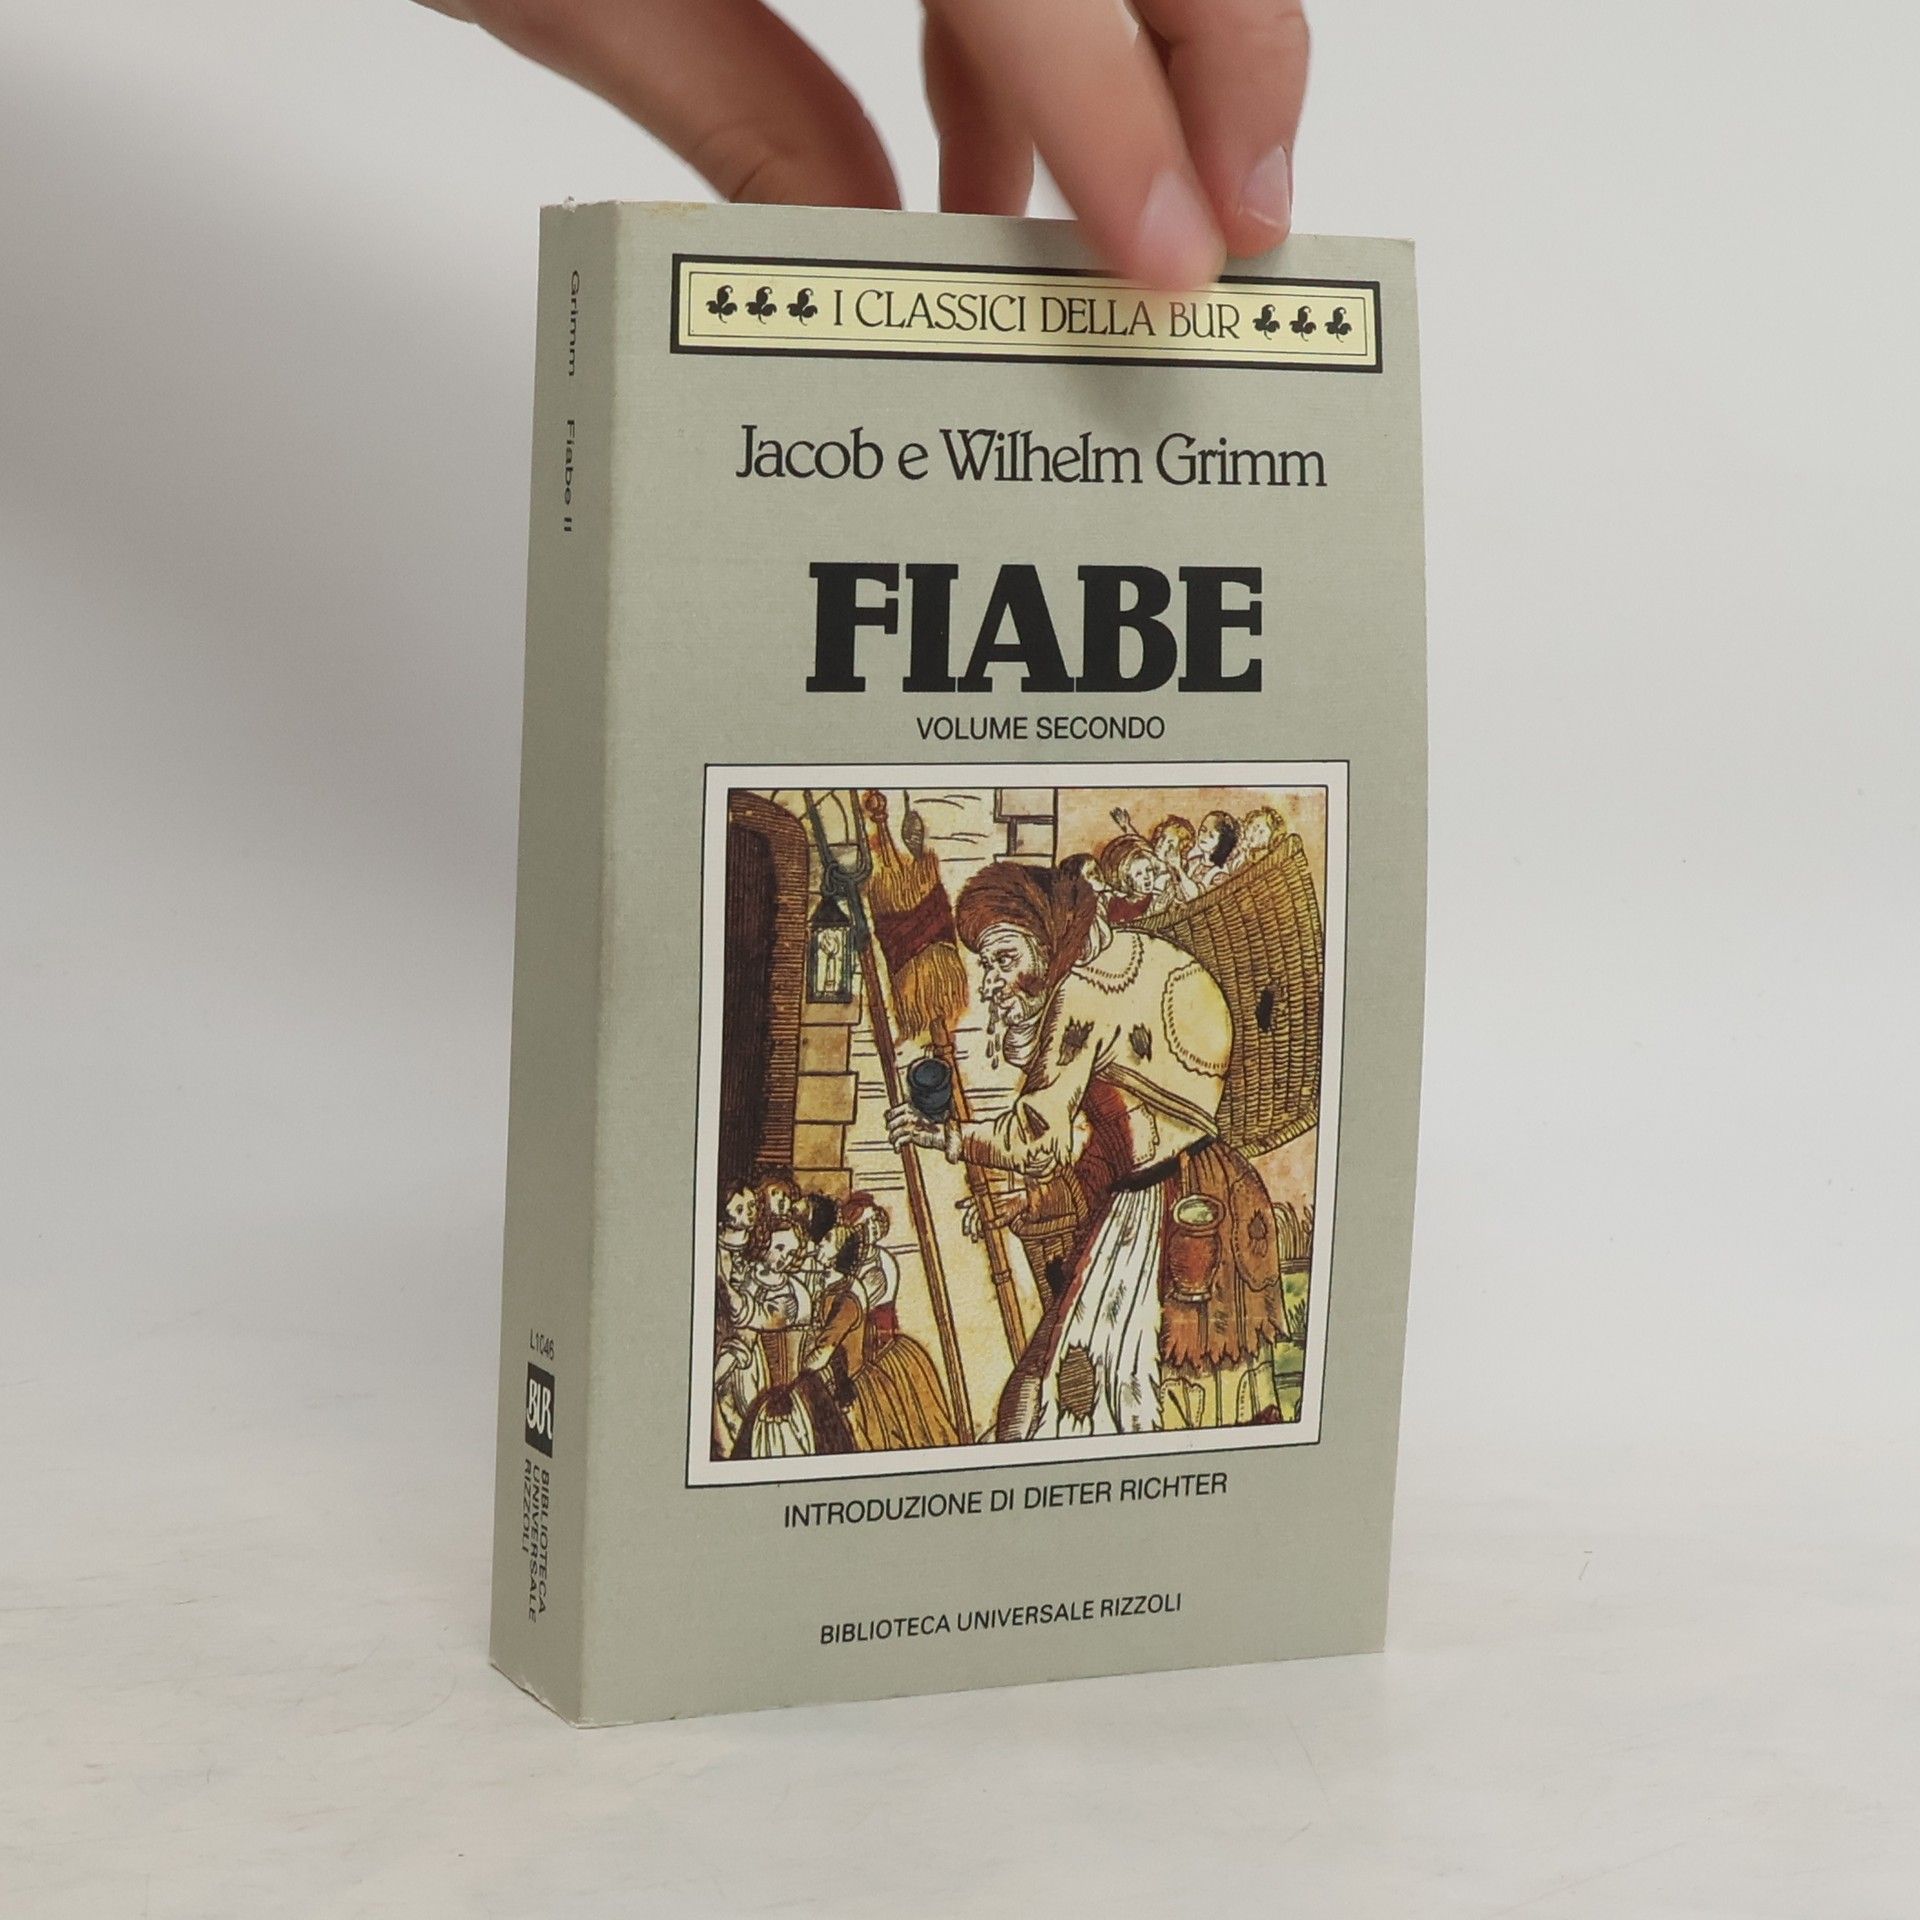 I CLASSICI DELLA BUR
Jacob e Wilhelm Grimm
FIABE
VOLUME SECONDO
INTRODUZIONE DI DIETER RICHTER
BIBLIOTECA UNIVERSALE RIZZOLI
Grimm Fiabe II
L1046
BUR
BIBLIOTECA
UNIVERSALE
RIZZOLI